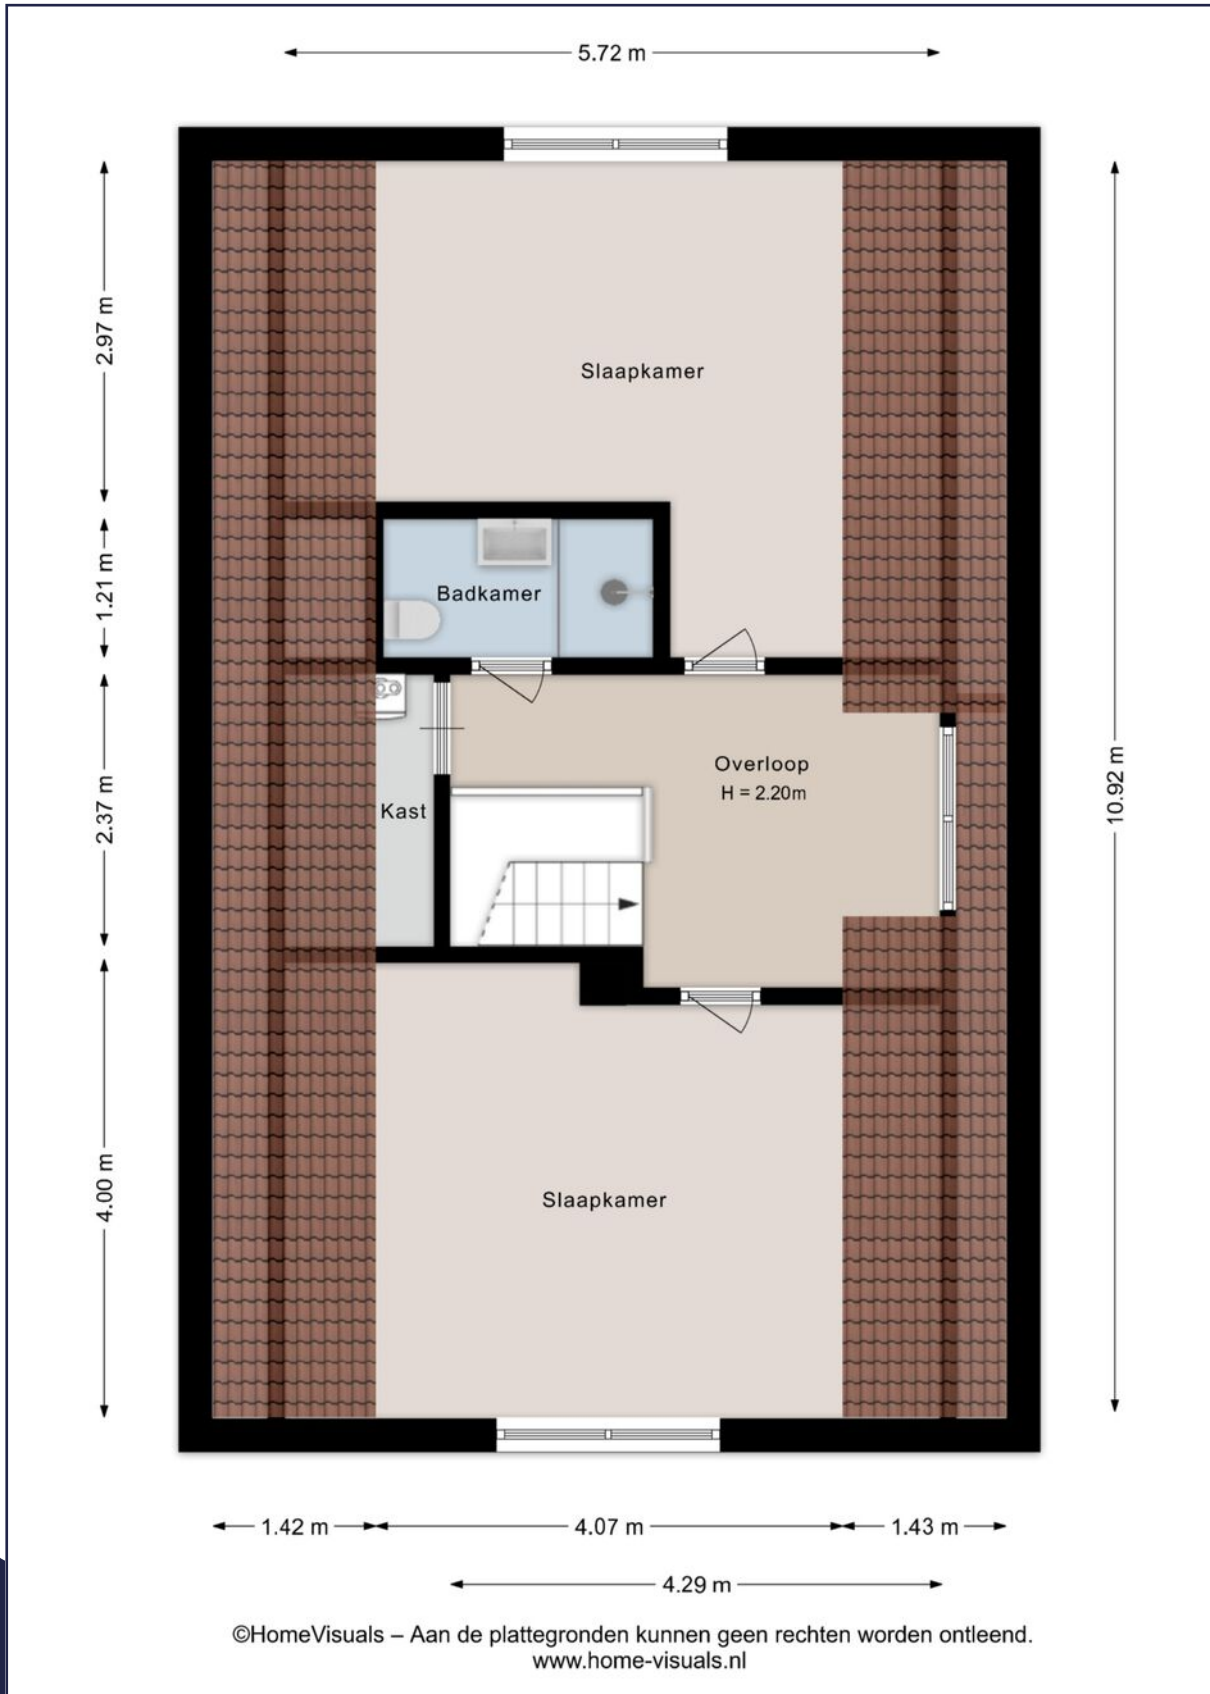 5.72 m
2.97 m
Slaapkamer
1.21 m
Badkamer
Overloop
H = 2.20m
2.37 m
Kast
10.92 m
4.00 m
Slaapkamer
1.42 m
4.07 m
1.43 m
4.29 m
©HomeVisuals – Aan de plattegronden kunnen geen rechten worden ontleend.
www.home-visuals.nl